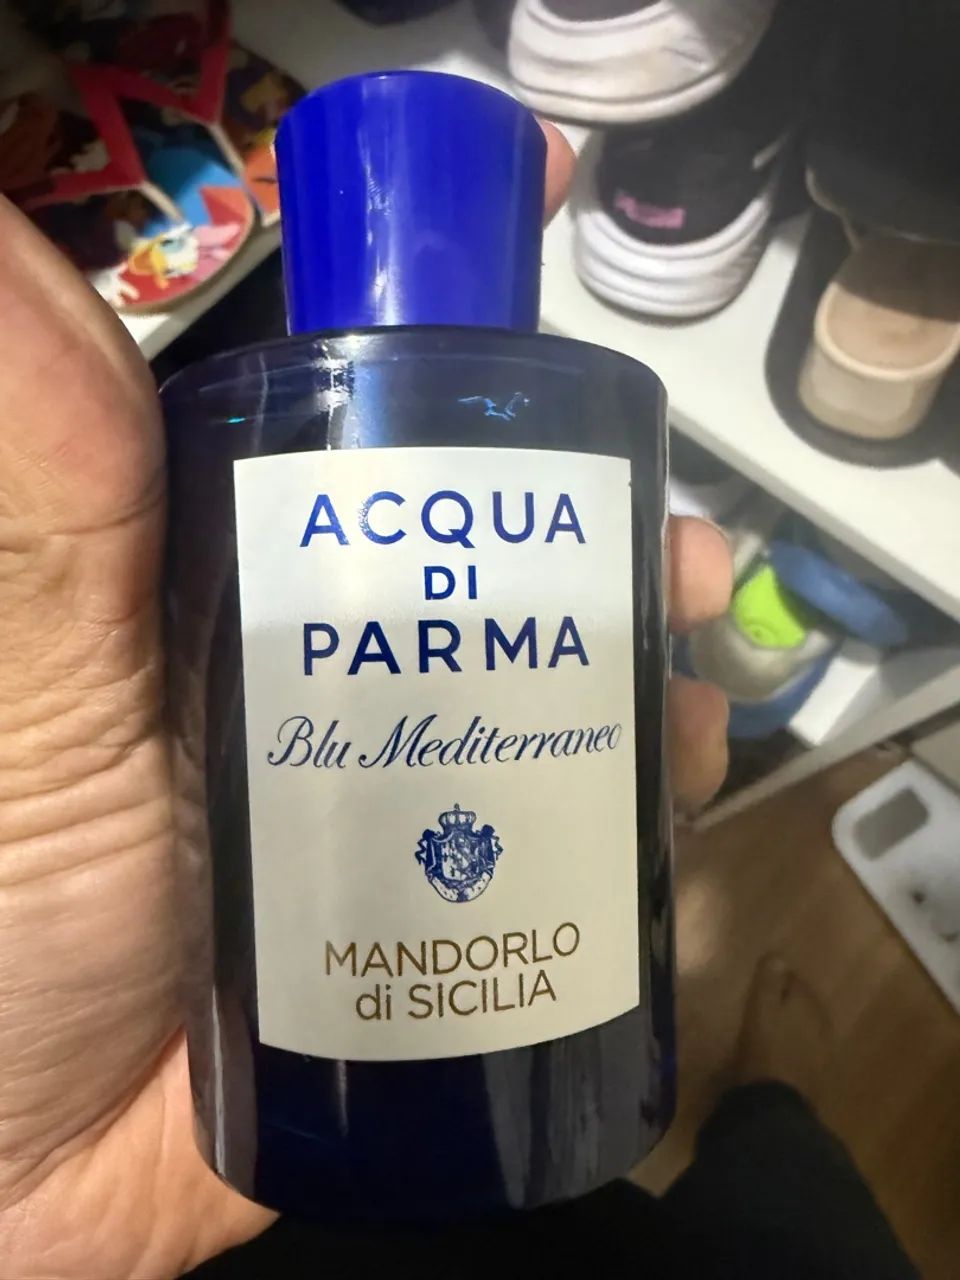 ACQUA
DI
PARMA
Blu Mediterraneo
MANDORLO
di SICILIA